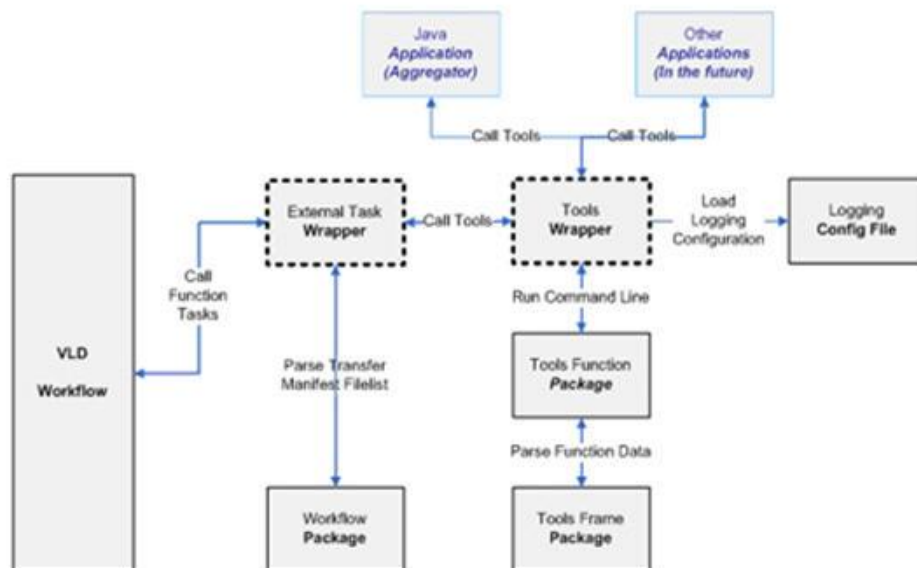 Java
Application
(Aggregator)
Other
Applications
(In the future)
Call Tools
Call Tools
External Task
Wrapper
Call Tools
Tools
Wrapper
Load
Logging
Configuration
Logging
Config File
Call
Function
Tasks
Run Command Line
VLD
Workflow
Parse Transfer
Manifest Filelist
Tools Function
Package
Parse Function Data
Workflow
Package
Tools Frame
Package